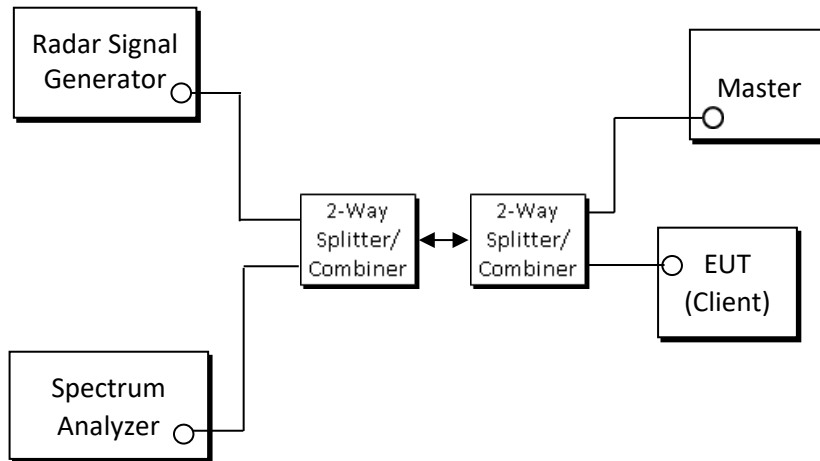 Radar Signal
Generator
Master
2-Way
Splitter/
Combiner
2-Way
Splitter/
Combiner
EUT
(Client)
Spectrum
Analyzer